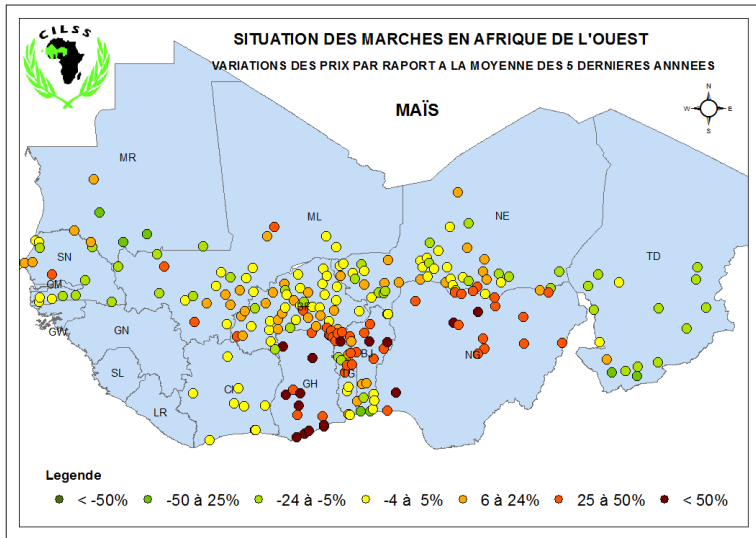 CILSS
SITUATION DES MARCHES EN AFRIQUE DE L'OUEST
VARIATIONS DES PRIX PAR RAPORT A LA MOYENNE DES 5 DERNIERES ANNNEES
MAÏS
N
W E
S
MR
ML
NE
TD
SN
GM
GW
GN
SL
LR
CI
BF
GH
TG
BJ
NG
Legende
< -50% -50 à 25% -24 à -5% -4 à 5% 6 à 24% 25 à 50% < 50%